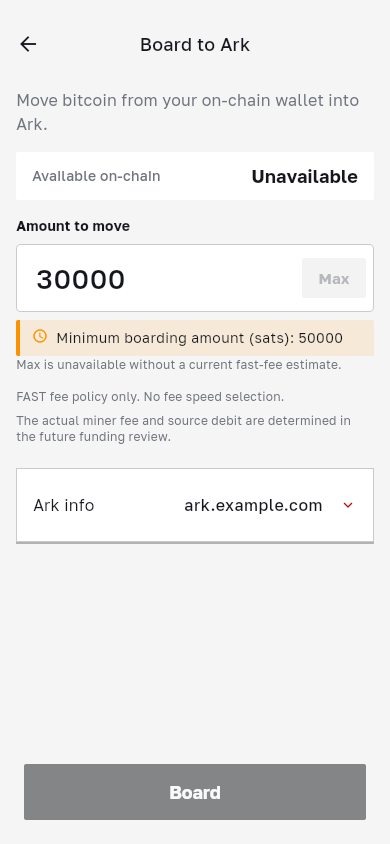 Board to Ark
Move bitcoin from your on-chain wallet into
Ark.
Available on-chain
Unavailable
Amount to move
30000
Max
Minimum boarding amount (sats): 50000
Max is unavailable without a current fast-fee estimate.
FAST fee policy only. No fee speed selection.
The actual miner fee and source debit are determined in
the future funding review.
Ark info
ark.example.com
Board